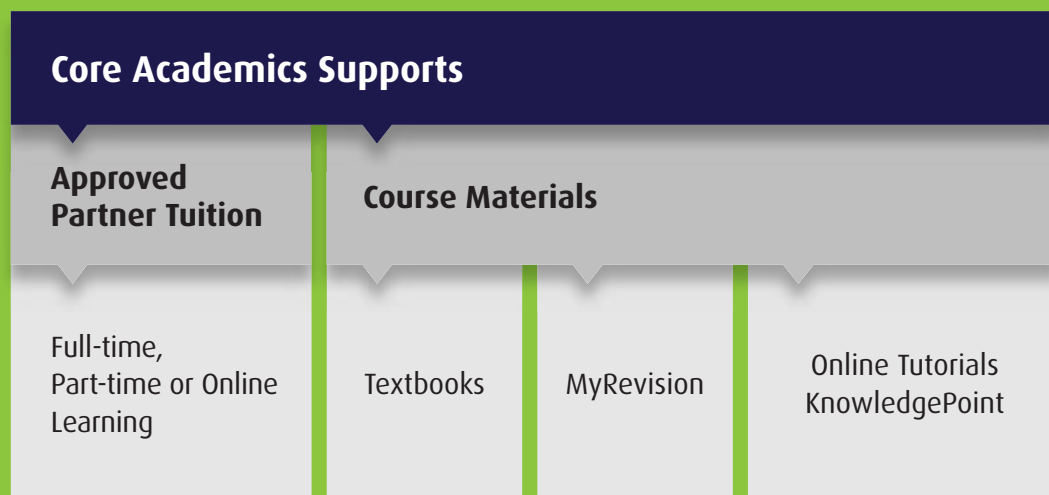 Core Academics Supports
Approved
Partner Tuition
Course Materials
Full-time,
Part-time or Online
Learning
Textbooks
MyRevision
Online Tutorials
KnowledgePoint